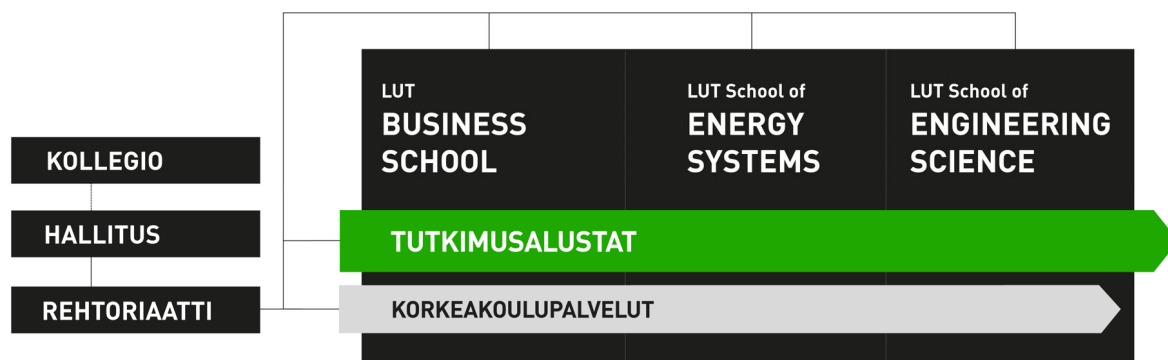 LUT
BUSINESS
SCHOOL
LUT School of
ENERGY
SYSTEMS
LUT School of
ENGINEERING
SCIENCE
KOLLEGIO
HALLITUS
REHTORIAATTI
TUTKIMUSALUSTAT
KORKEAKOULUPALVELUT